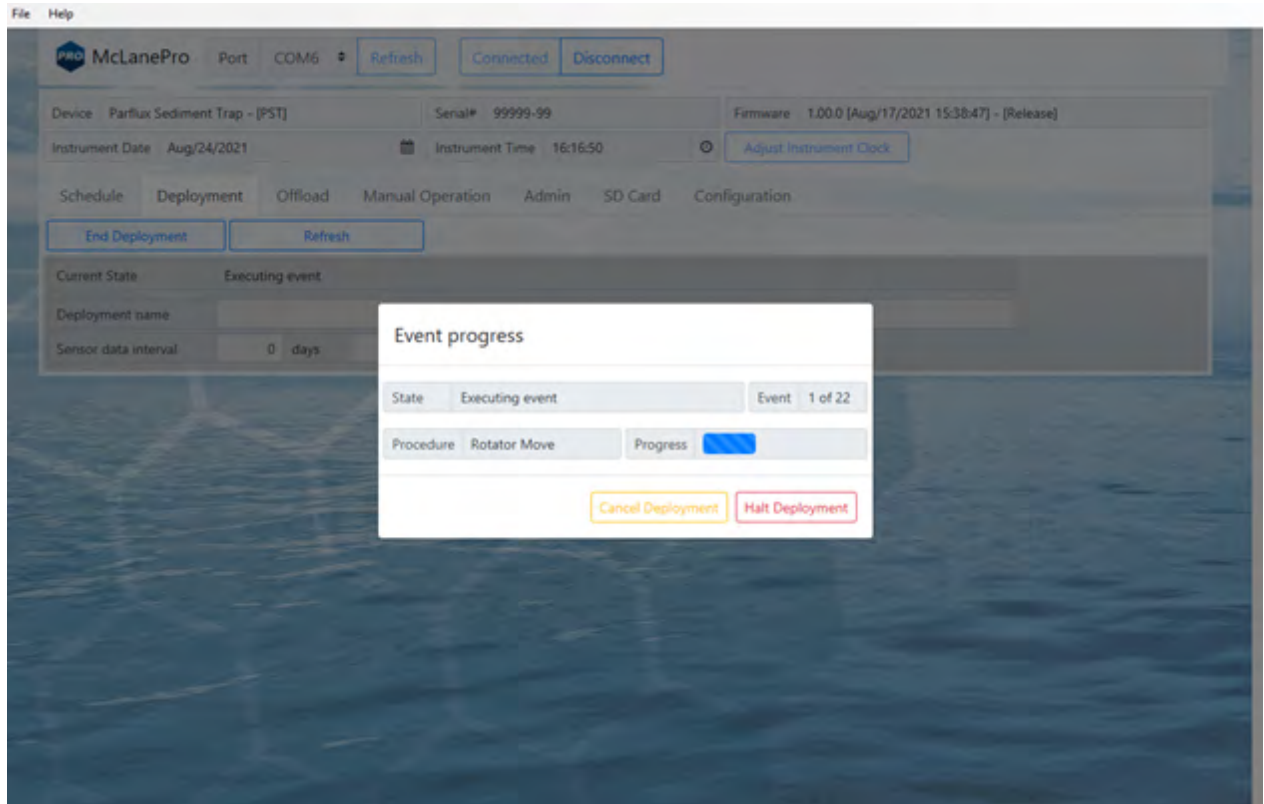 File Help
PRO McLanePro Port COM6 Refresh Connected Disconnect
Device Parflux Sediment Trap - [PST] Serial# 99999-99 Firmware 1.00.0 [Aug/17/2021 15:38:47] - [Release]
Instrument Date Aug/24/2021 Instrument Time 16:16:50 Adjust Instrument Clock
Schedule Deployment Offload Manual Operation Admin SD Card Configuration
End Deployment Refresh
Current State Executing event
Deployment name
Sensor data interval 0 days
Event progress
State Executing event Event 1 of 22
Procedure Rotator Move Progress
Cancel Deployment Halt Deployment